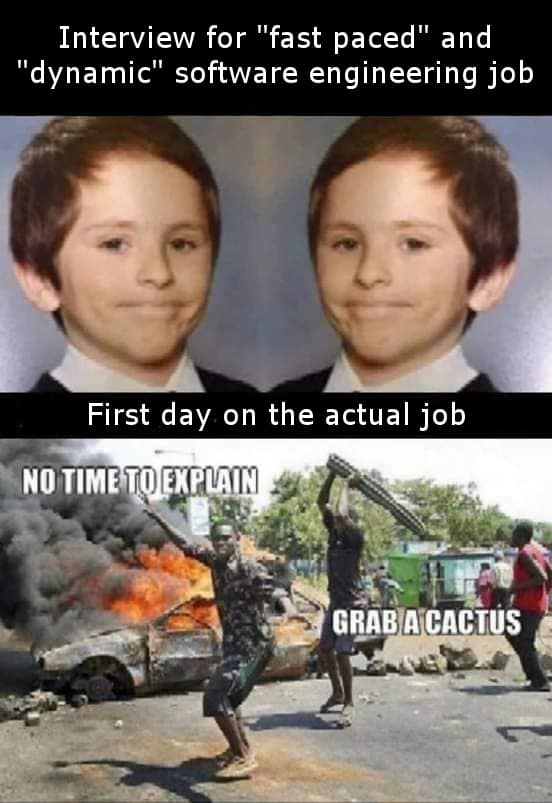 Interview for "fast paced" and
"dynamic" software engineering job
First day on the actual job
NO TIME TO EXPLAIN
GRAB A CACTUS